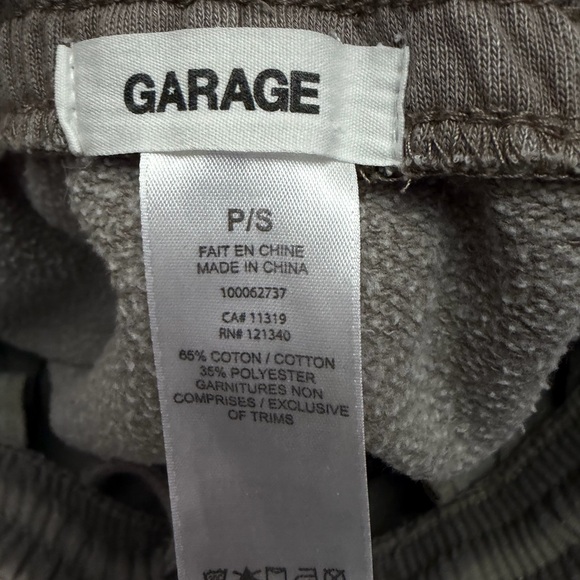 GARAGE
P/S
FAIT EN CHINE
MADE IN CHINA
100062737
CA# 11319
RN# 121340
65% COTON / COTTON
35% POLYESTER
GARNITURES NON
COMPRISES / EXCLUSIVE
OF TRIMS